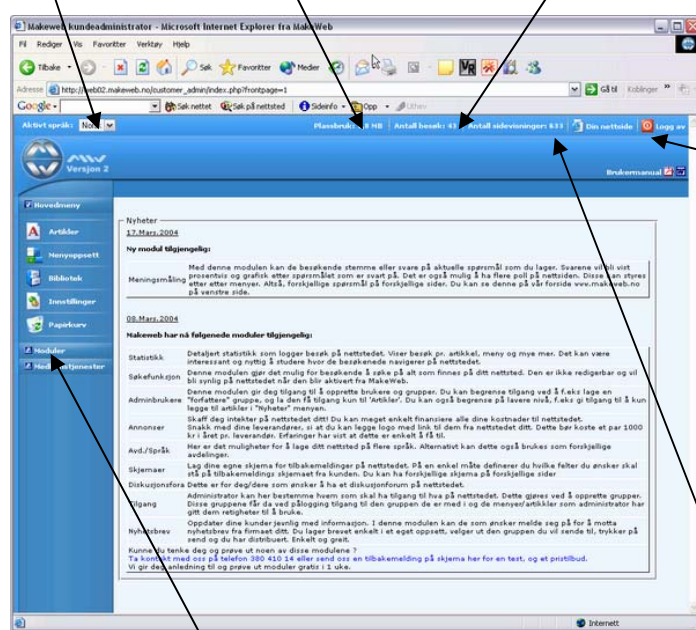 Makeweb kundeadministrator - Microsoft Internet Explorer fra MakeWeb
Fil Rediger Vis Favoritter Verktøy Hjelp
Tilbake Søk Favoritter Medier
Adresse http://web02.makeweb.no/customer_admin/index.php?frontpage=1 Gå til Koblinger
Google Søk nettet Søk på nettsted Sideinfo Opp Uthev
Aktivt språk: Norsk Plassbruk: 8 MB Antall besøk: 43 Antall sidevisninger: 633 Din nettside Logg av
Versjon 2
Brukermanual
Hovedmeny
Artikler
Menyoppsett
Bibliotek
Innstillinger
Papirkurv
Moduler
Nyheter
17.Mars.2004
Ny modul tilgjengelig:
Meningsmåling Med denne modulen kan de besøkende stemme eller svare på aktuelle spørsmål som du lager. Svarene vil bli vist
prosentvis og grafisk etter spørsmålet som er svart på. Det er også mulig å ha flere poll på nettsiden. Disse kan styres
etter etter menyer. Altså, forskjellige spørsmål på forskjellige sider. Du kan se denne på vår forside www.makeweb.no
på venstre side.
08.Mars.2004
Makeweb har nå følgende moduler tilgjengelig:
Statistikk Detaljert statistikk som logger besøk på nettstedet. Viser besøk pr. artikkel, meny og mye mer. Det kan være
interessant og nyttig å studere hvor de besøkende navigerer på nettstedet.
Søkefunksjon Denne modulen gjør det mulig for besøkende å søke på alt som finnes på ditt nettsted. Den er ikke redigerbar og vil
bli synlig på nettstedet når den blir aktivert fra MakeWeb.
Adminbrukere Denne modulen gir deg tilgang til å opprette brukere og grupper. Du kan begrense tilgang ved å f.eks lage en
"forfattere" gruppe, og la den få tilgang kun til 'Artikler'. Du kan også begrense på lavere nivå, f.eks gi tilgang til å kun
legge til artikler i "Nyheter" menyen.
Annonser Skaff deg intekter på nettstedet ditt! Du kan meget enkelt finansiere alle dine kostnader til nettstedet.
Snakk med dine leverandører, si at du kan legge logo med link til dem fra nettstedet ditt. Dette bør koste et par 1000
kr i året pr. leverandør. Erfaringer har vist at dette er enkelt å få til.
Avd./Språk Her er det muligheter for å lage ditt nettsted på flere språk. Alternativt kan dette også brukes som forskjellige
avdelinger.
Skjemaer Lag dine egne skjema for tilbakemeldinger på nettstedet. På en enkel måte definerer du hvilke felter du ønsker skal
stå på tilbakemeldings skjemaet fra kunden. Du kan ha forskjellige skjema på forskjellige sider
Diskusjonsfora Dette er for deg/dere som ønsker å ha et diskusjonforum på nettstedet.
Tilgang Administrator kan her bestemme hvem som skal ha tilgang til hva på nettstedet. Dette gjøres ved å opprette grupper.
Disse gruppene får da ved pålogging tilgang til den gruppen de er med i og de menyer/artikkler som administrator har
gitt dem retigheter til å bruke.
Nyhetsbrev Oppdater dine kunder jevnlig med informasjon. I denne modulen kan de som ønsker melde seg på for å motta
nyhetsbrev fra firmaet ditt. Du lager brevet enkelt i et eget oppsett, velger ut den gruppen du vil sende til, trykker på
send og du har distribuert. Enkelt og greit.
Kunne du tenke deg og prøve ut noen av disse modulene ?
Ta kontakt med oss på telefon 380 410 14 eller send oss en tilbakemelding på skjema her for en test, og et pristilbud.
Vi gir deg anledning til og prøve ut moduler gratis i 1 uke.
Internett